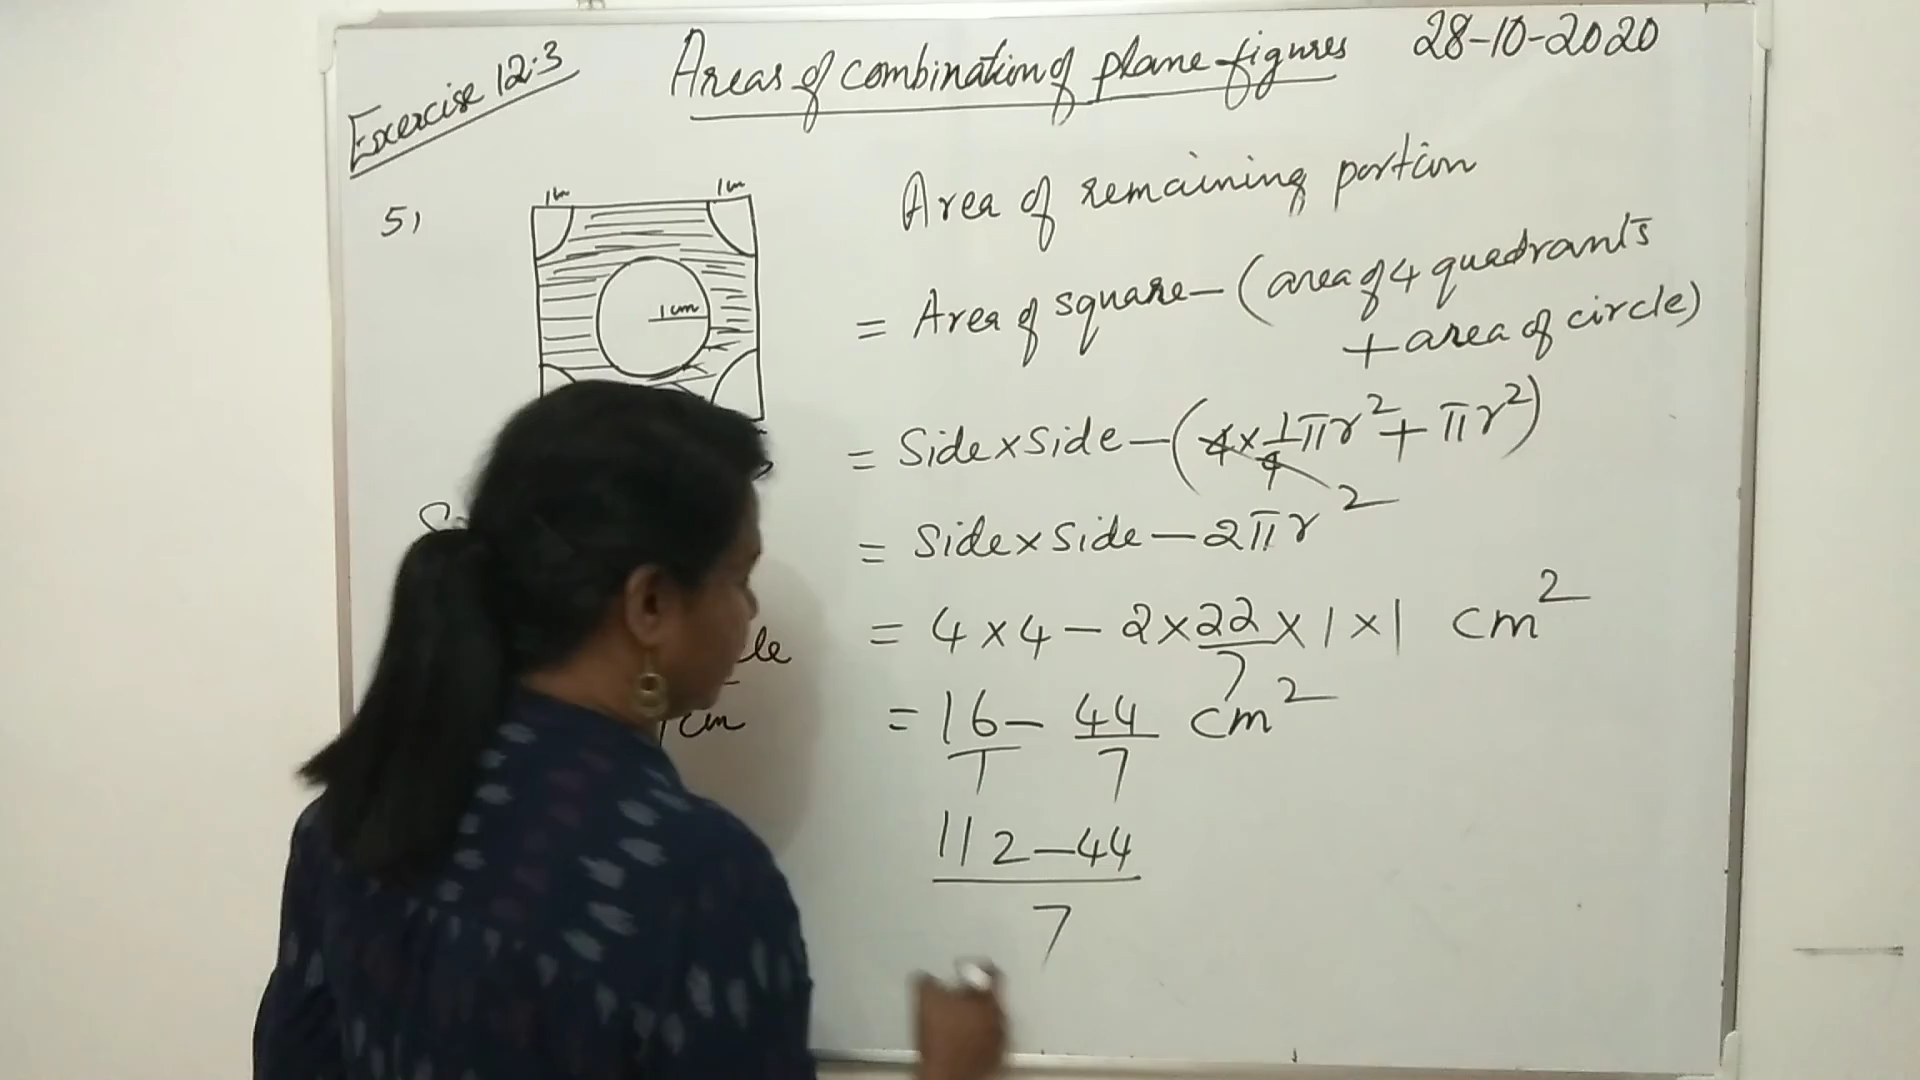 Exercise 12.3
Areas of combination of plane figures
28-10-2020
5)
1cm
1cm
1cm
le
cm
Area of remaining portion
= Area of square - (area of 4 quadrants
+ area of circle)
= Side x Side - (4 x 1/4 πr² + πr²)
= Side x Side - 2πr²
= 4 x 4 - 2 x 22/7 x 1 x 1 cm²
= 16/1 - 44/7 cm²
112 - 44
7